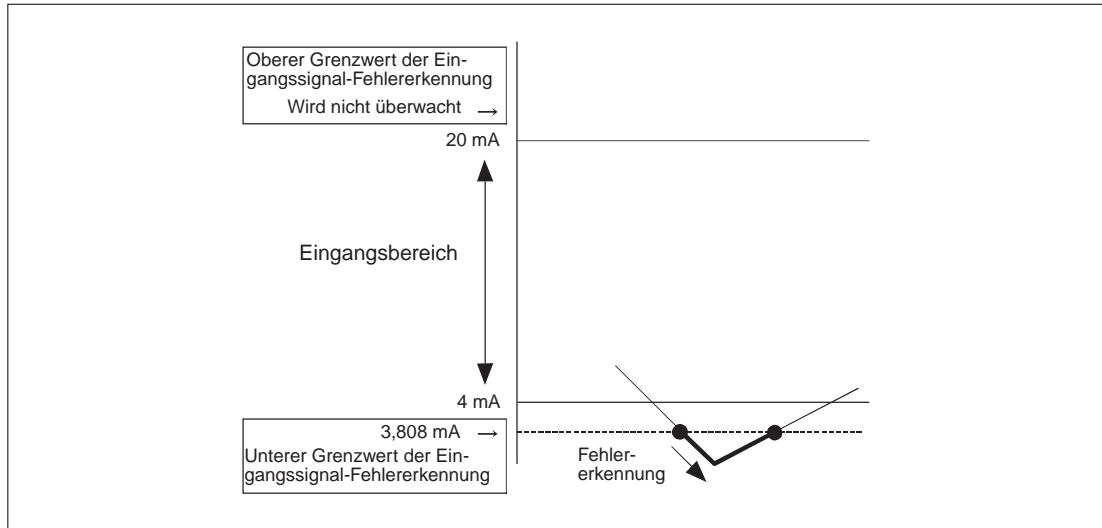 Oberer Grenzwert der Ein-
gangssignal-Fehlererkennung
Wird nicht überwacht →
20 mA
Eingangsbereich
4 mA
3,808 mA →
Unterer Grenzwert der Ein-
gangssignal-Fehlererkennung
Fehler-
erkennung